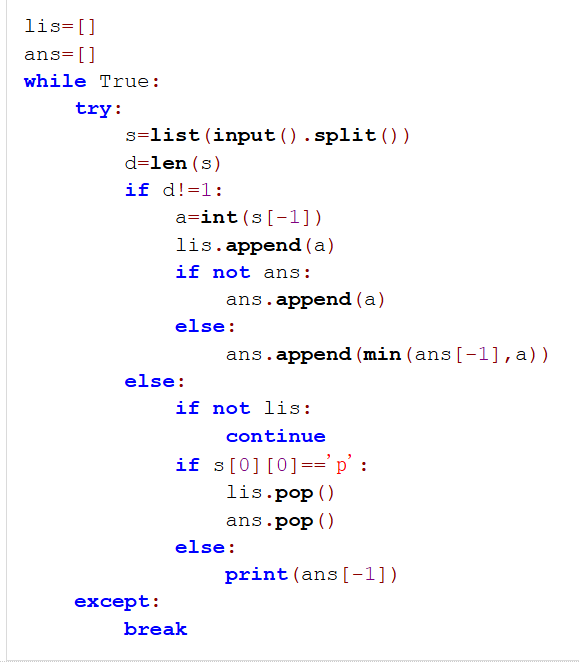 lis=[]
ans=[]
while True:
    try:
        s=list(input().split())
        d=len(s)
        if d!=1:
            a=int(s[-1])
            lis.append(a)
            if not ans:
                ans.append(a)
            else:
                ans.append(min(ans[-1],a))
        else:
            if not lis:
                continue
            if s[0][0]=='p':
                lis.pop()
                ans.pop()
            else:
                print(ans[-1])
    except:
        break